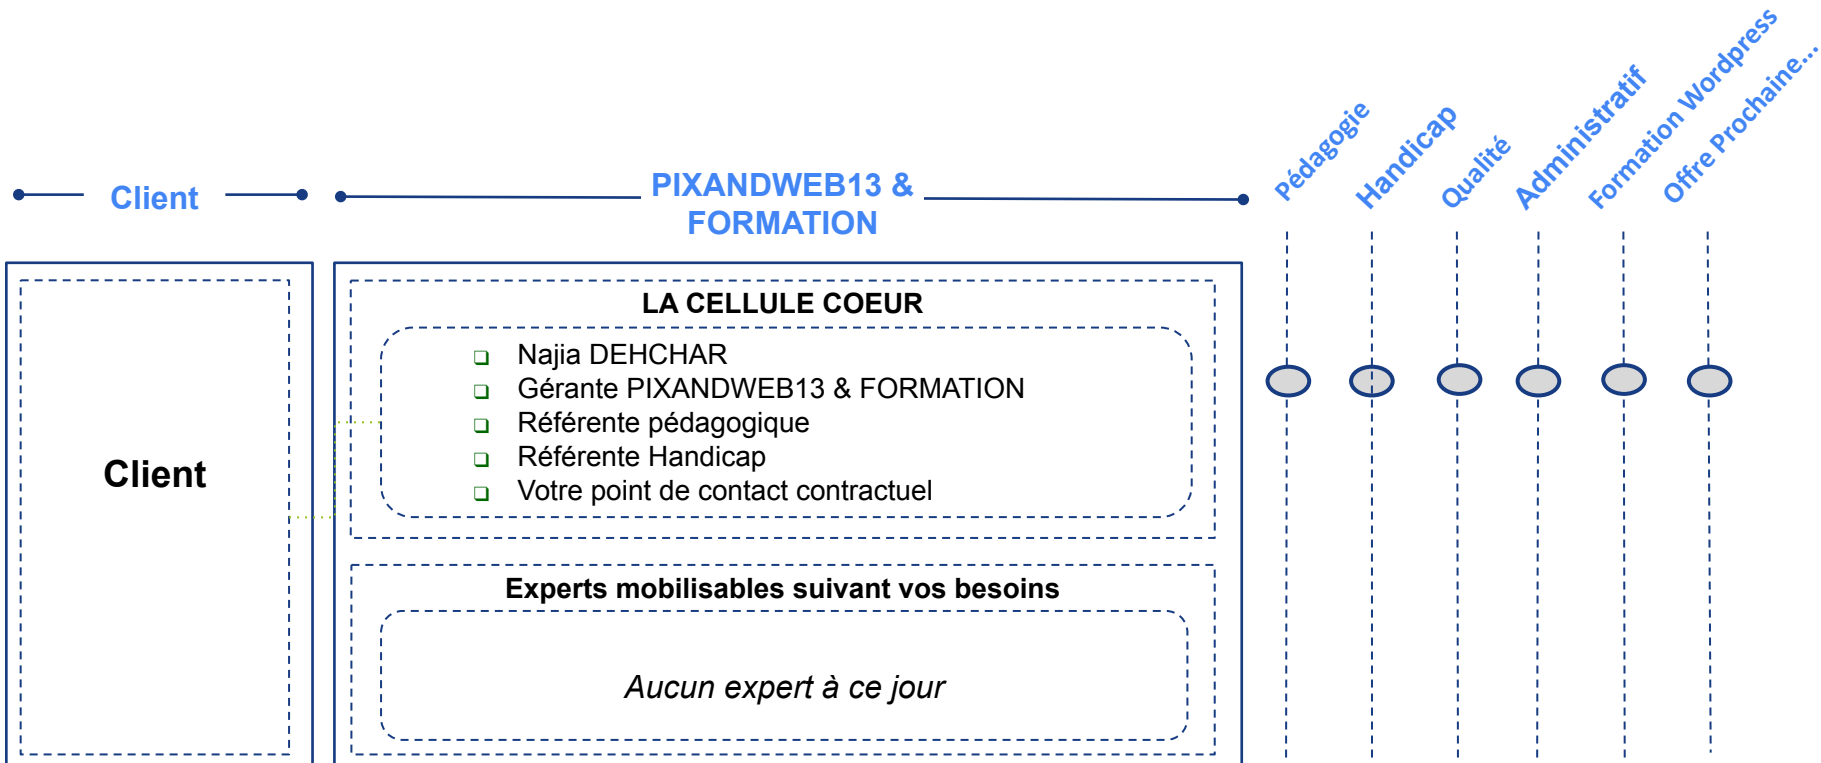 Client
PIXANDWEB13 &
FORMATION
Pédagogie
Handicap
Qualité
Administratif
Formation Wordpress
Offre Prochaine...
Client
LA CELLULE COEUR
Najia DEHCHAR
Gérante PIXANDWEB13 & FORMATION
Référente pédagogique
Référente Handicap
Votre point de contact contractuel
Experts mobilisables suivant vos besoins
Aucun expert à ce jour